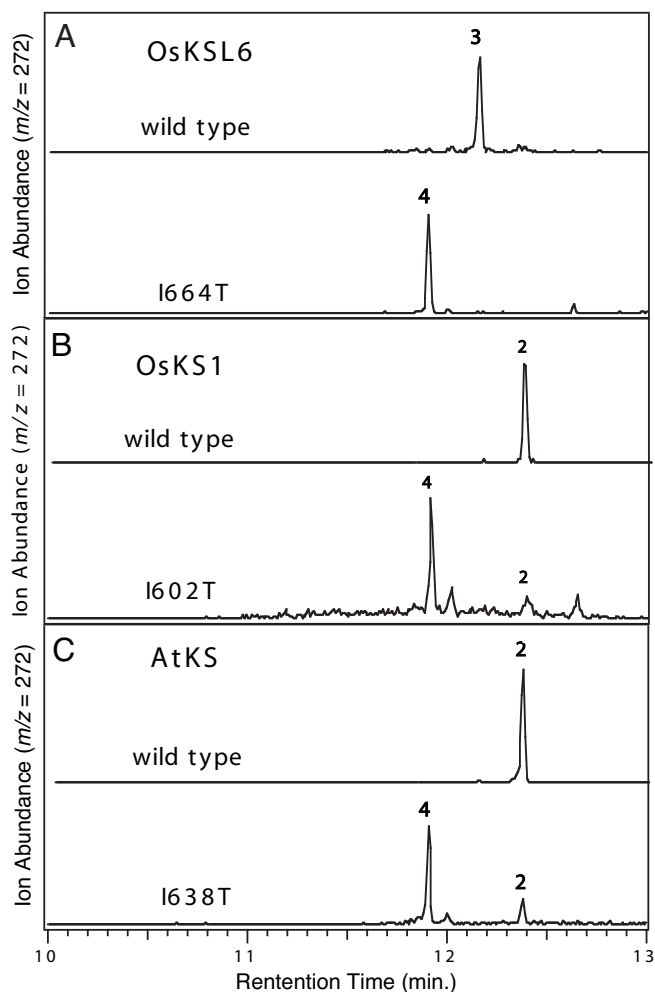 A
OsKSL6
3
wild type
4
I664T
Ion Abundance (m/z = 272)
B
OsKS1
2
wild type
4
2
I602T
Ion Abundance (m/z = 272)
C
AtKS
2
wild type
4
2
I638T
Ion Abundance (m/z = 272)
10 11 12 13
Rentention Time (min.)